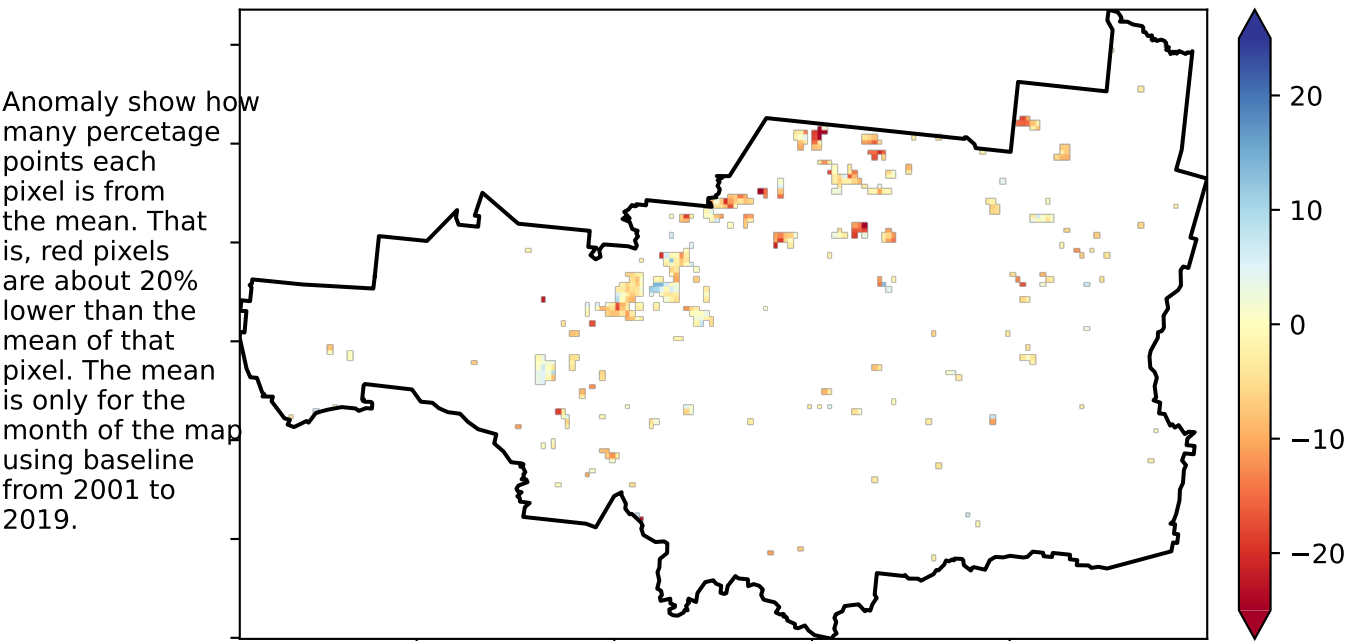 Anomaly show how
many percetage
points each
pixel is from
the mean. That
is, red pixels
are about 20%
lower than the
mean of that
pixel. The mean
is only for the
month of the map
using baseline
from 2001 to
2019.
20
10
0
−10
−20